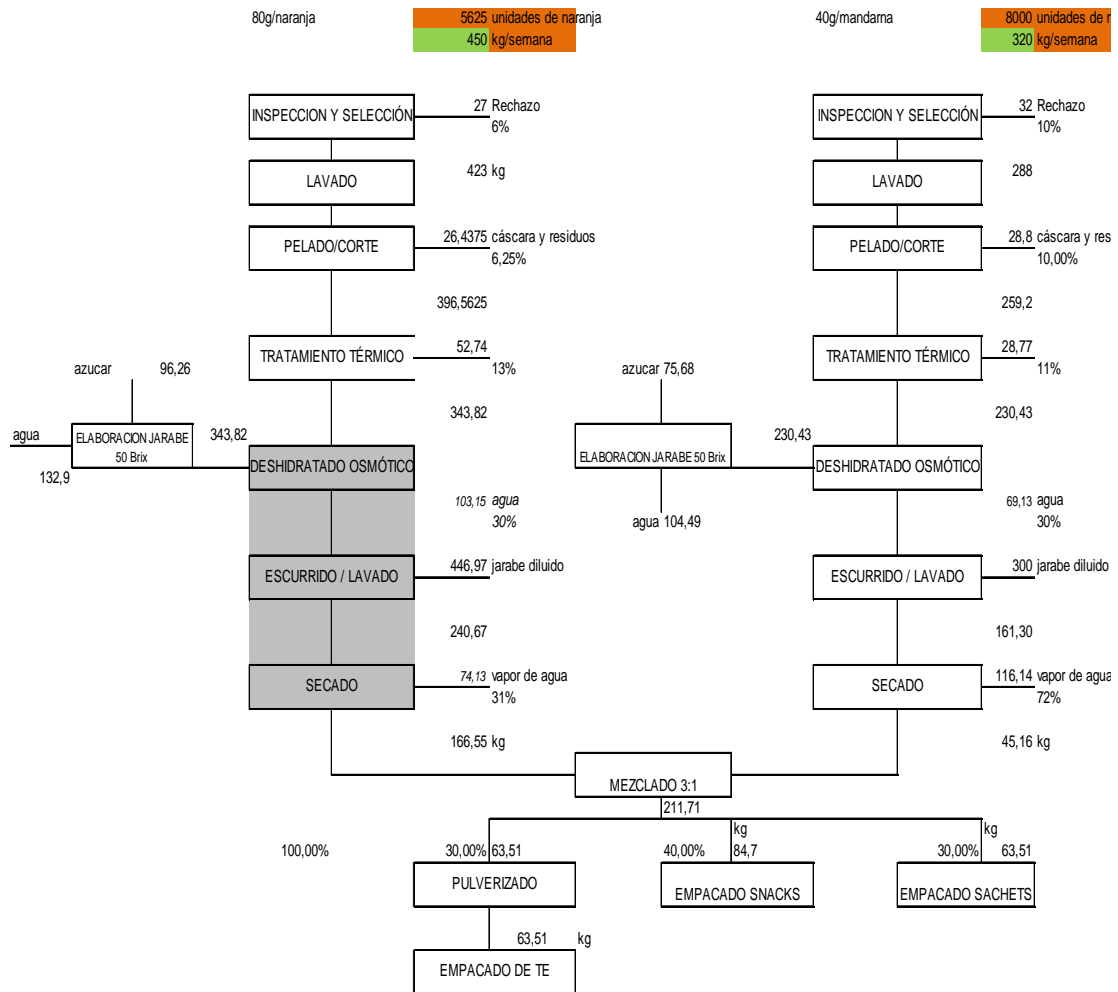 80g/naranja
5625 unidades de naranja
450 kg/semana
40g/mandarna
8000 unidades de
320 kg/semana
INSPECCION Y SELECCIÓN
27 Rechazo
6%
423 kg
LAVADO
PELADO/CORTE
26,4375 cáscara y residuos
6,25%
396,5625
TRATAMIENTO TÉRMICO
52,74
13%
azucar 96,26
343,82
agua
132,9
ELABORACION JARABE
50 Brix
343,82
DESHIDRATADO OSMÓTICO
103,15 agua
30%
ESCURRIDO / LAVADO
446,97 jarabe diluido
240,67
SECADO
74,13 vapor de agua
31%
166,55 kg
INSPECCION Y SELECCIÓN
32 Rechazo
10%
288
LAVADO
PELADO/CORTE
28,8 cáscara y res
10,00%
259,2
TRATAMIENTO TÉRMICO
28,77
11%
azucar 75,68
230,43
ELABORACION JARABE 50 Brix
230,43
agua 104,49
DESHIDRATADO OSMÓTICO
69,13 agua
30%
ESCURRIDO / LAVADO
300 jarabe diluido
161,30
SECADO
116,14 vapor de agua
72%
45,16 kg
MEZCLADO 3:1
211,71
kg
kg
100,00%
30,00% 63,51
40,00% 84,7
30,00% 63,51
PULVERIZADO
EMPACADO SNACKS
EMPACADO SACHETS
63,51 kg
EMPACADO DE TE